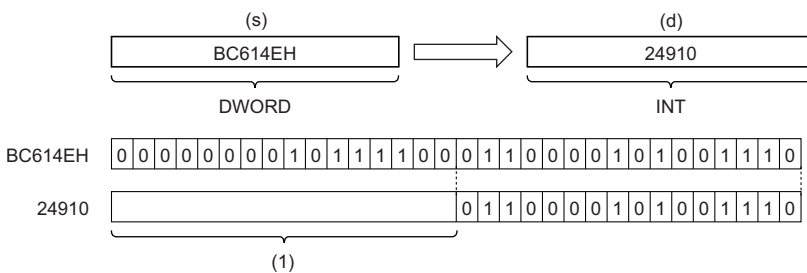 (s) (d)
BC614EH 24910
DWORD INT
BC614EH 0 0 0 0 0 0 0 0 1 0 1 1 1 1 0 0 0 1 1 0 0 0 0 1 0 1 0 0 1 1 1 0
24910 0 1 1 0 0 0 0 1 0 1 0 0 1 1 1 0
(1)